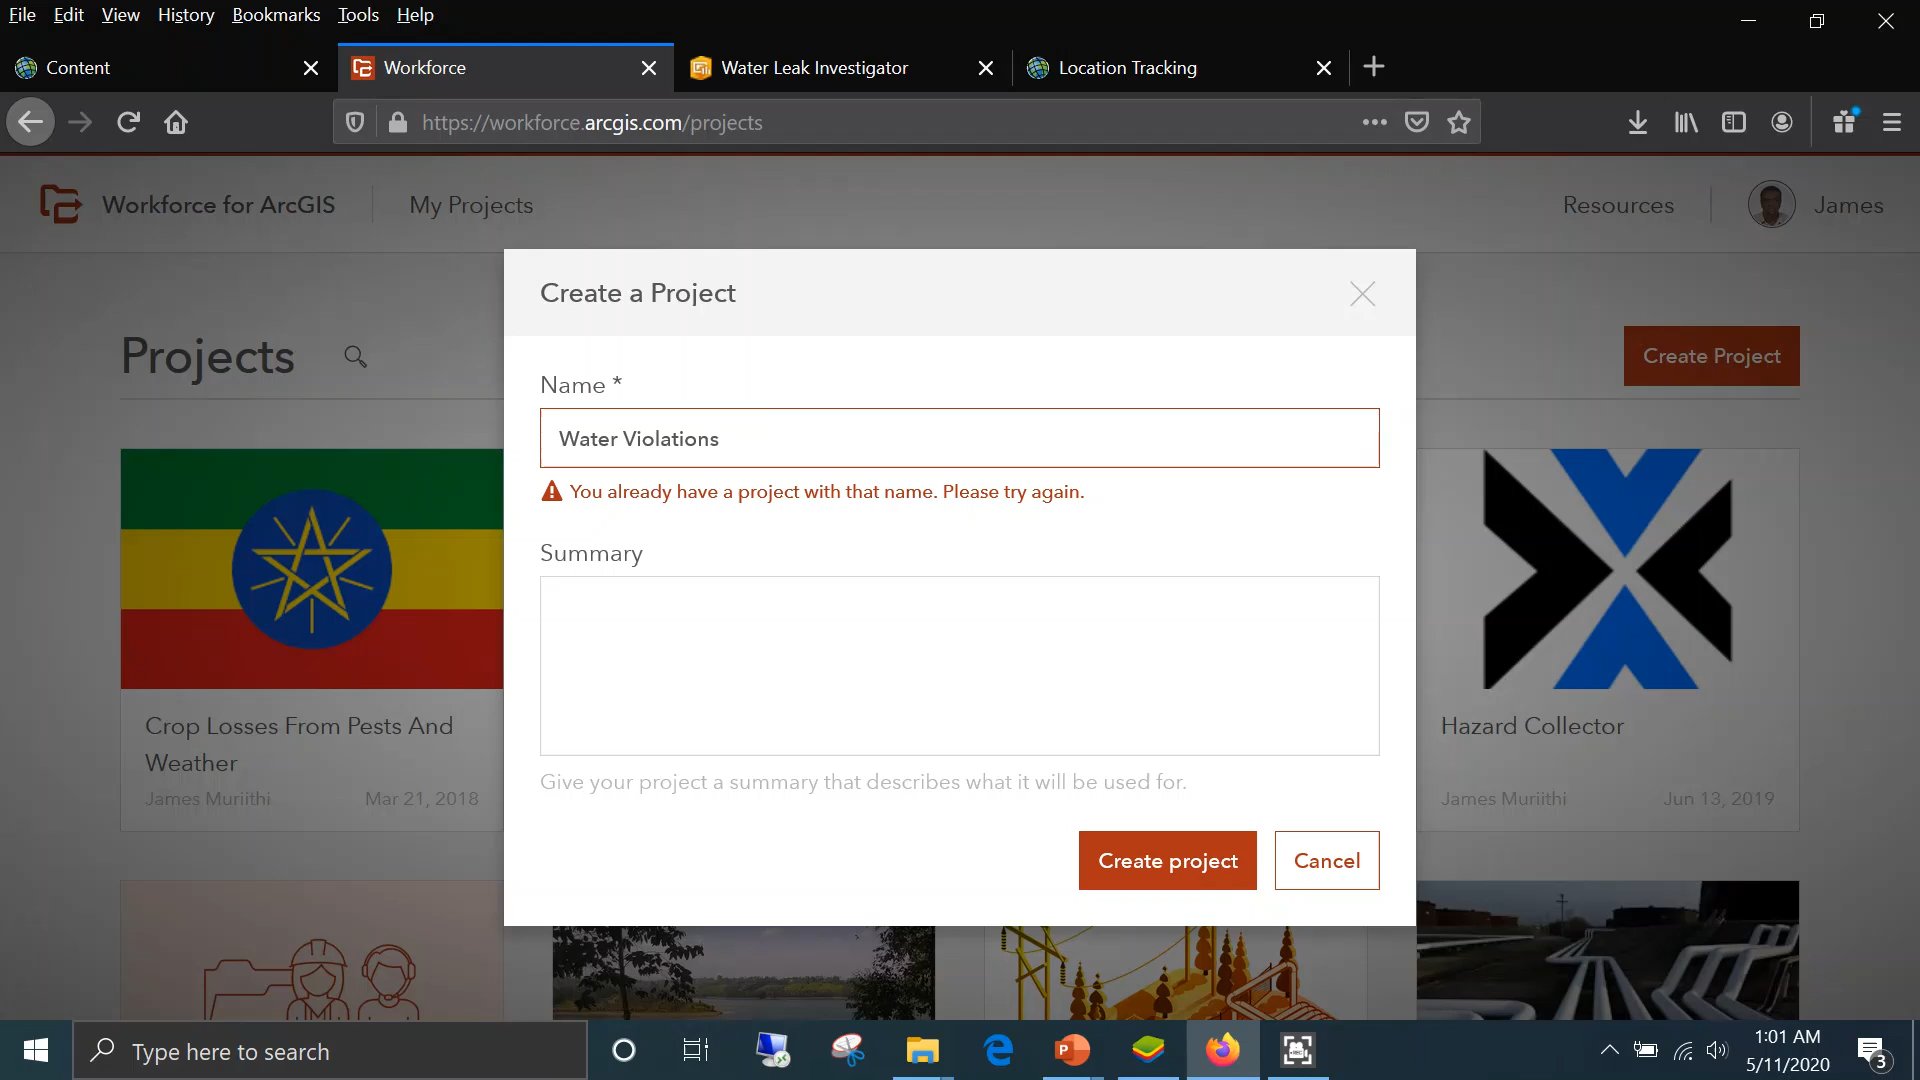 File Edit View History Bookmarks Tools Help
Content
Workforce
Water Leak Investigator
Location Tracking
https://workforce.arcgis.com/projects
Workforce for ArcGIS
My Projects
Resources
James
Create a Project
Projects
Create Project
Name *
Water Violations
You already have a project with that name. Please try again.
Summary
Give your project a summary that describes what it will be used for.
Create project
Cancel
Crop Losses From Pests And
Weather
James Muriithi
Mar 21, 2018
Hazard Collector
James Muriithi
Jun 13, 2019
Type here to search
1:01 AM
5/11/2020
3